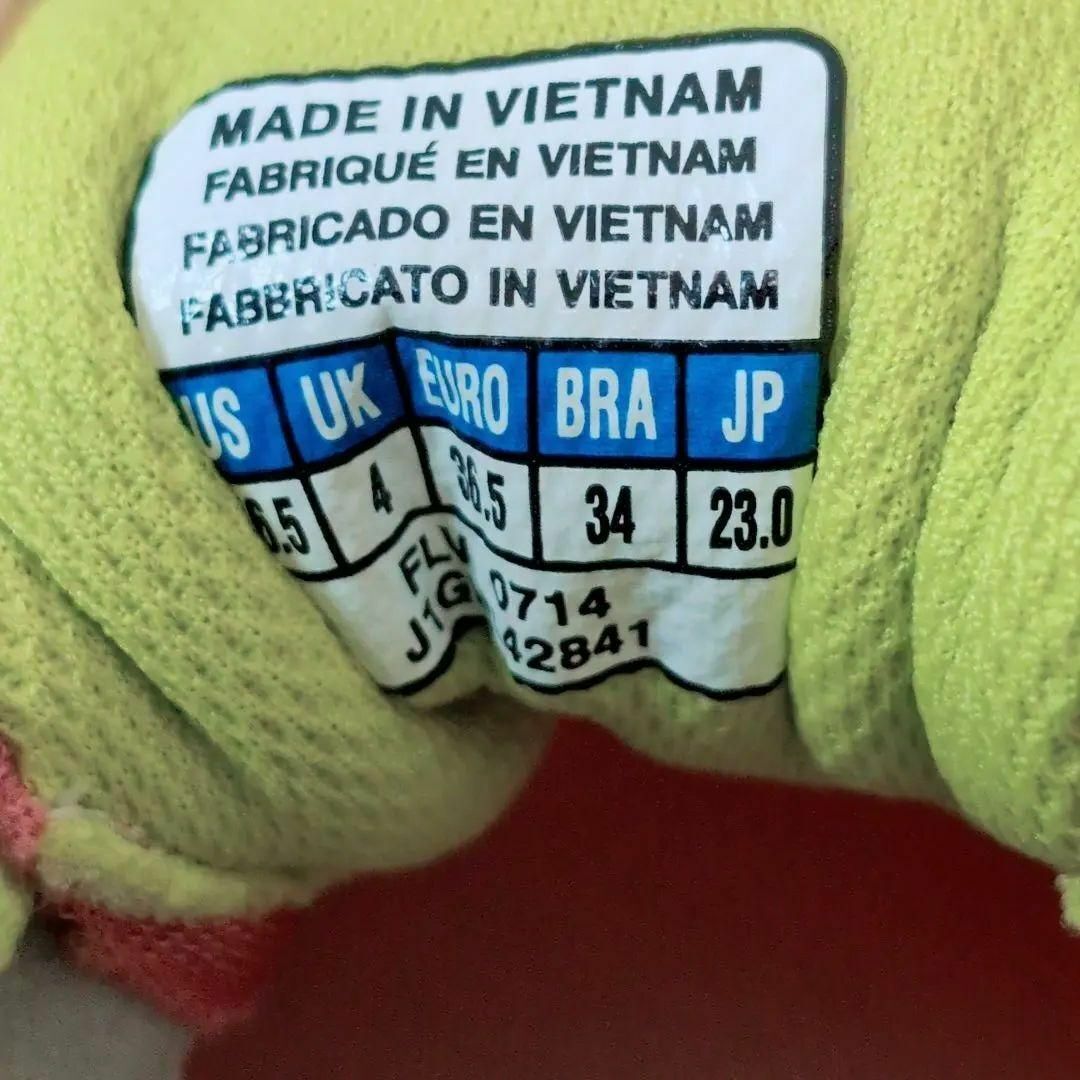 MADE IN VIETNAM
FABRIQUÉ EN VIETNAM
FABRICADO EN VIETNAM
FABBRICATO IN VIETNAM
US UK EURO BRA JP
6.5 4 36.5 34 23.0
0714
42841